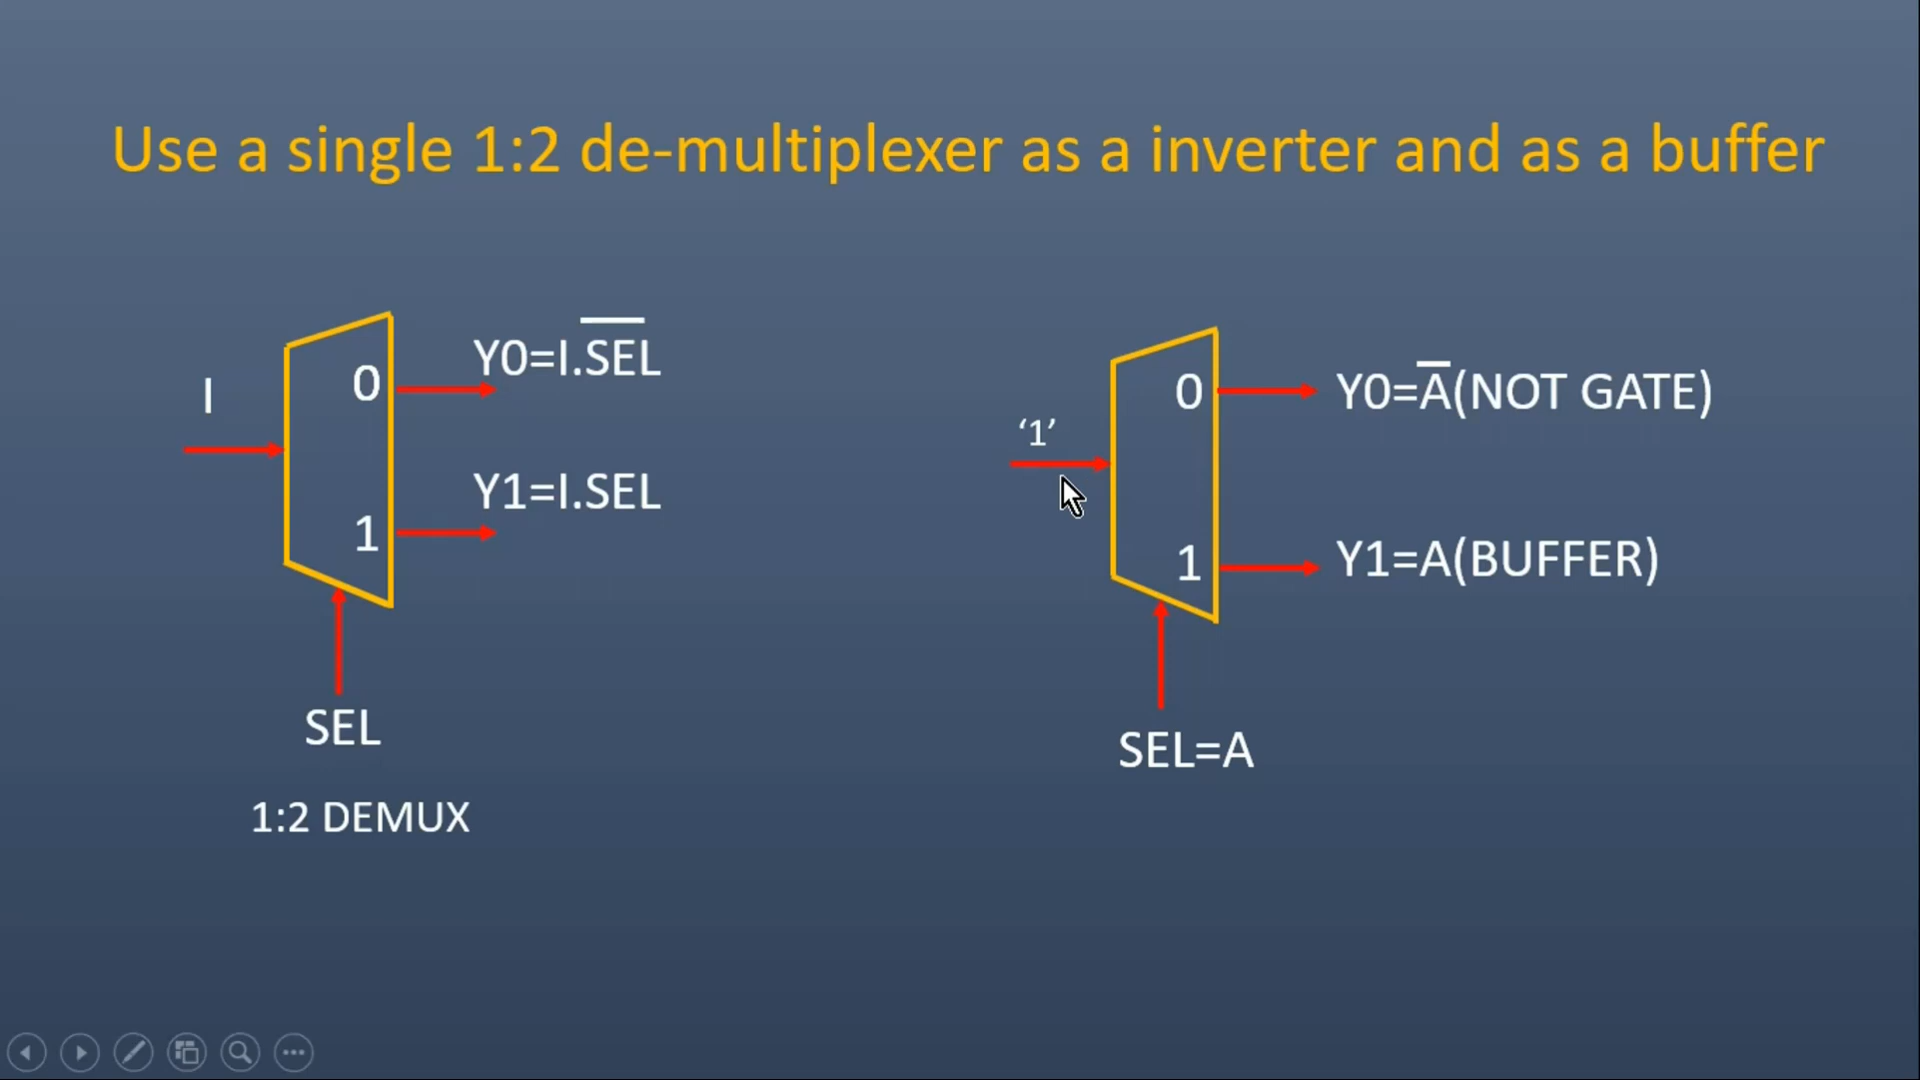 Use a single 1:2 de-multiplexer as a inverter and as a buffer
I
0
Y0=I.S̅E̅L̅
1
Y1=I.SEL
SEL
1:2 DEMUX
‘1’
0
Y0=A̅(NOT GATE)
1
Y1=A(BUFFER)
SEL=A